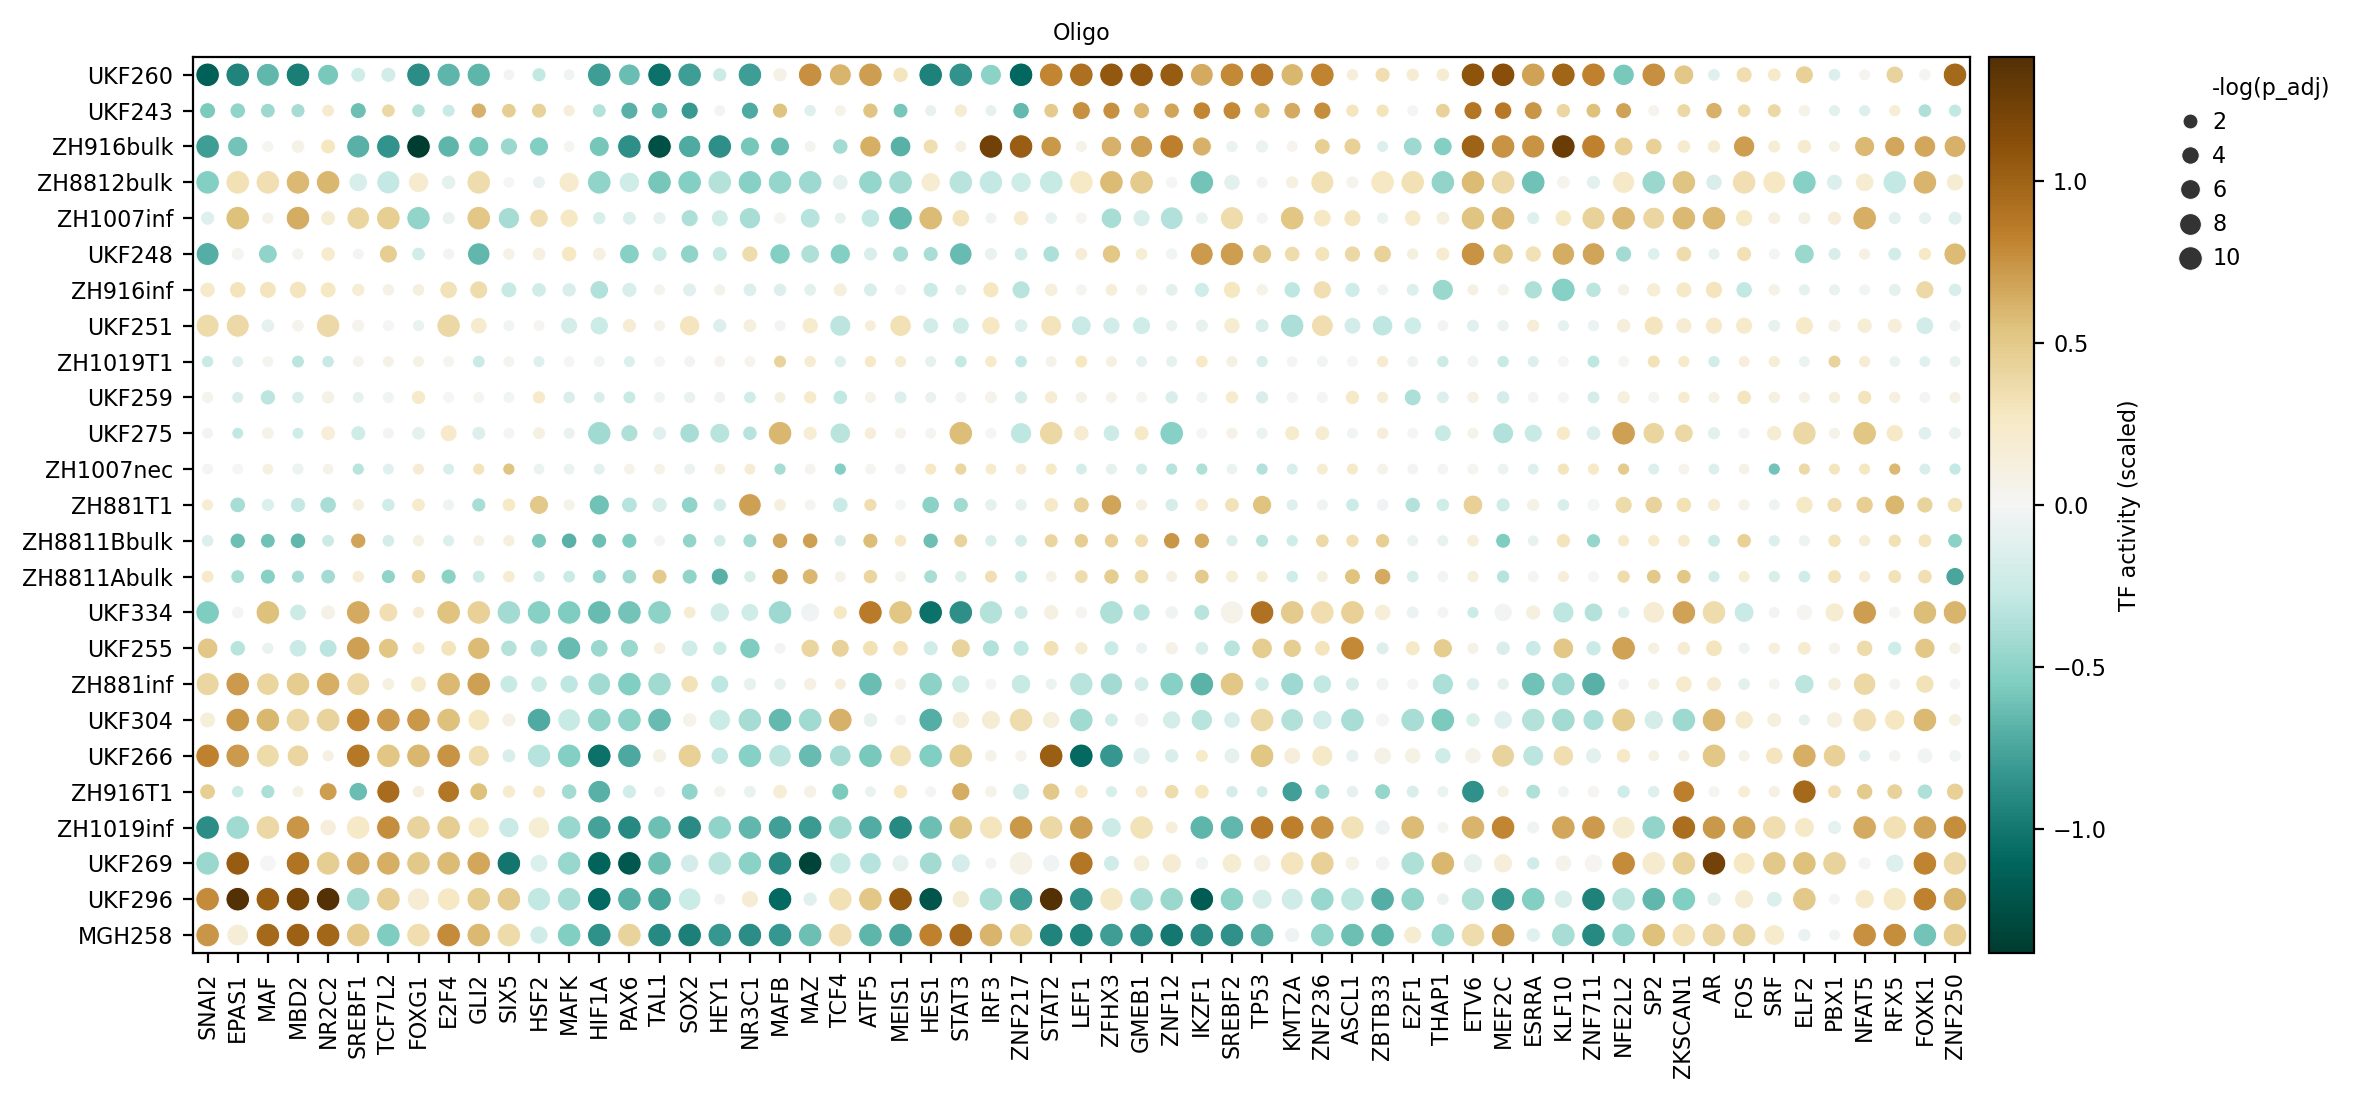 Oligo
UKF260
UKF243
ZH916bulk
ZH8812bulk
ZH1007inf
UKF248
ZH916inf
UKF251
ZH1019T1
UKF259
UKF275
ZH1007nec
ZH881T1
ZH8811Bbulk
ZH8811Abulk
UKF334
UKF255
ZH881inf
UKF304
UKF266
ZH916T1
ZH1019inf
UKF269
UKF296
MGH258
SNAI2
EPAS1
MAF
MBD2
NR2C2
SREBF1
TCF7L2
FOXG1
E2F4
GLI2
SIX5
HSF2
MAFK
HIF1A
PAX6
TAL1
SOX2
HEY1
NR3C1
MAFB
MAZ
TCF4
ATF5
MEIS1
HES1
STAT3
IRF3
ZNF217
STAT2
LEF1
ZFHX3
GMEB1
ZNF12
IKZF1
SREBF2
TP53
KMT2A
ZNF236
ASCL1
ZBTB33
E2F1
THAP1
ETV6
MEF2C
ESRRA
KLF10
ZNF711
NFE2L2
SP2
ZKSCAN1
AR
FOS
SRF
ELF2
PBX1
NFAT5
RFX5
FOXK1
ZNF250
1.0
0.5
0.0
−0.5
−1.0
TF activity (scaled)
-log(p_adj)
2
4
6
8
10